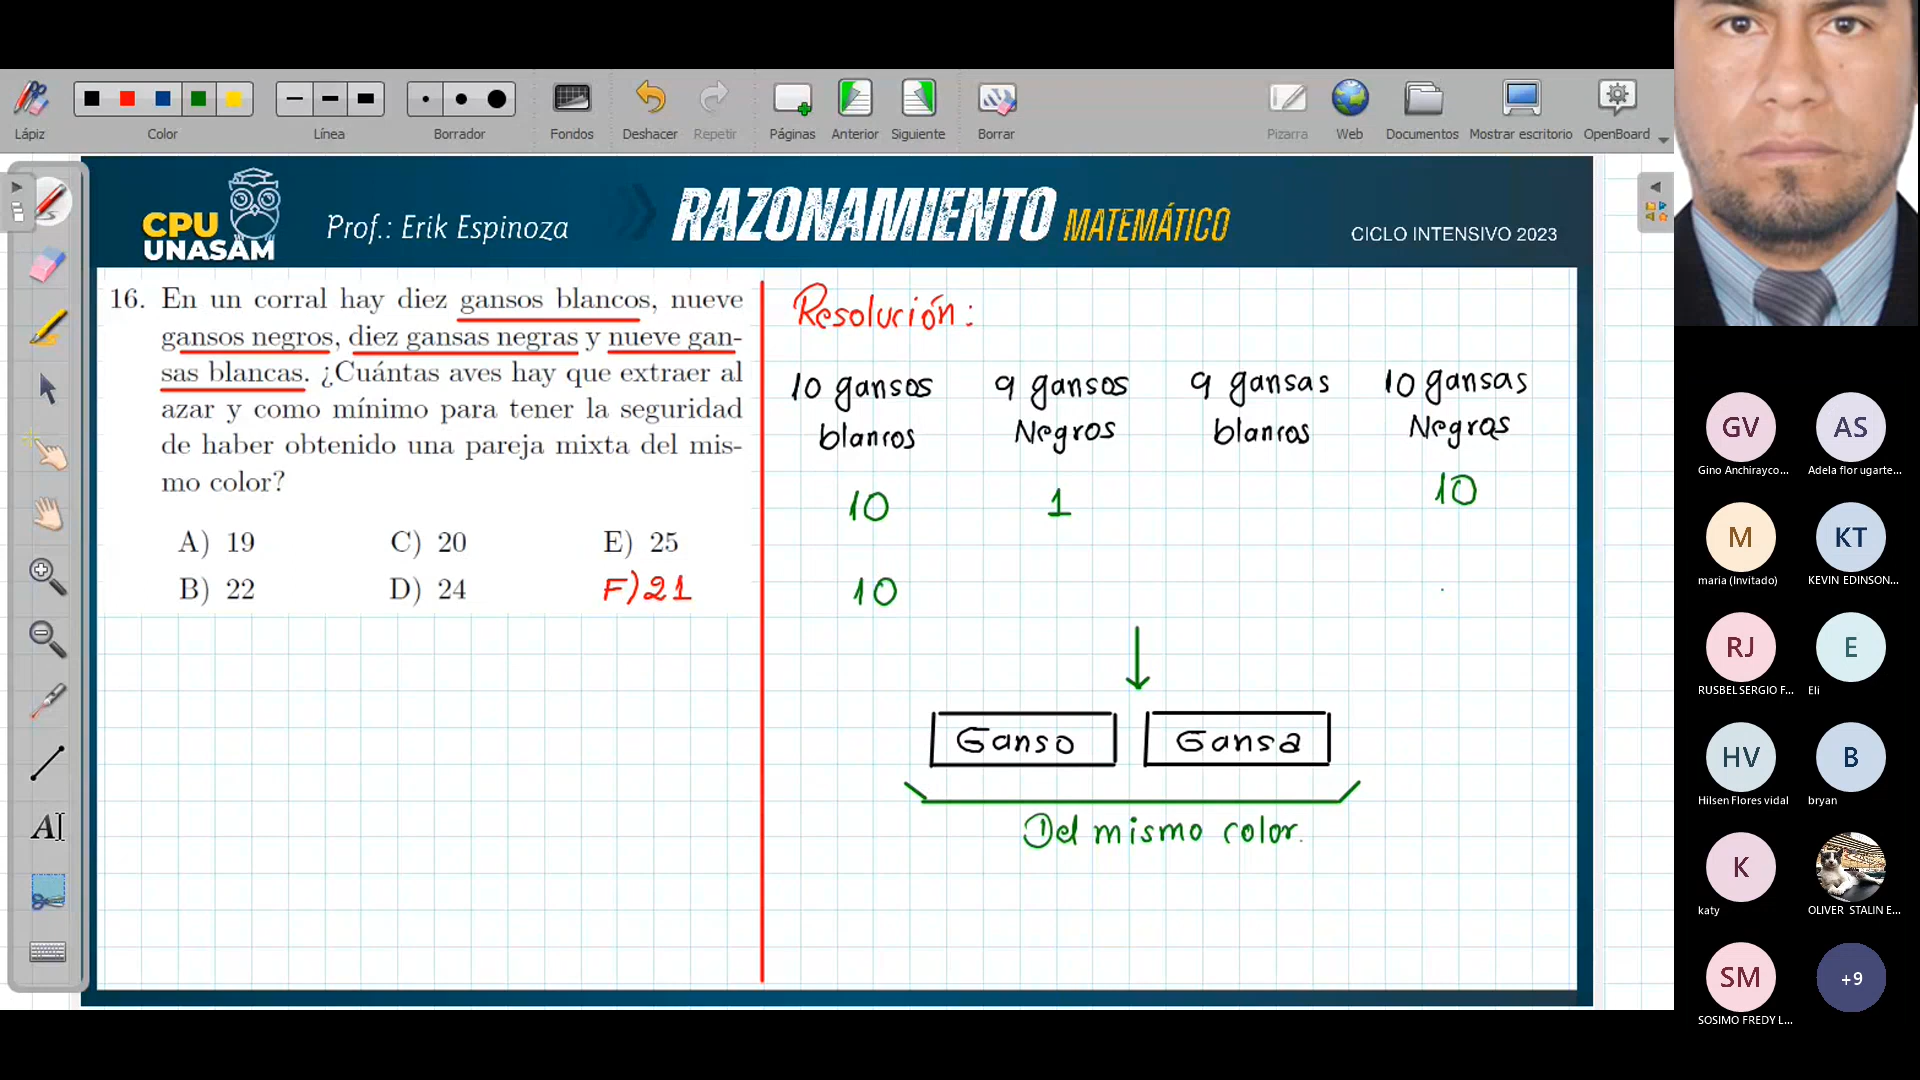 Lápiz
Color
Línea
Borrador
Fondos
Deshacer
Repetir
Páginas
Anterior
Siguiente
Borrar
Pizarra
Web
Documentos
Mostrar escritorio
OpenBoard
CPU
UNASAM
Prof.: Erik Espinoza
RAZONAMIENTO MATEMÁTICO
CICLO INTENSIVO 2023
16. En un corral hay diez gansos blancos, nueve
gansos negros, diez gansas negras y nueve gan-
sas blancas. ¿Cuántas aves hay que extraer al
azar y como mínimo para tener la seguridad
de haber obtenido una pareja mixta del mis-
mo color?
A) 19 C) 20 E) 25
B) 22 D) 24 F) 21
Resolución:
10 gansos 9 gansos 9 gansas 10 gansas
blancos Negros blancas Negras
10 1 10
10
Ganso Gansa
Del mismo color.
AI
GV AS
Gino Anchirayco... Adela flor ugarte...
M KT
maria (Invitado) KEVIN EDINSON...
RJ E
RUSBEL SERGIO F... Eli
HV B
Hilsen Flores vidal bryan
K
katy OLIVER STALIN E...
SM +9
SOSIMO FREDY L...